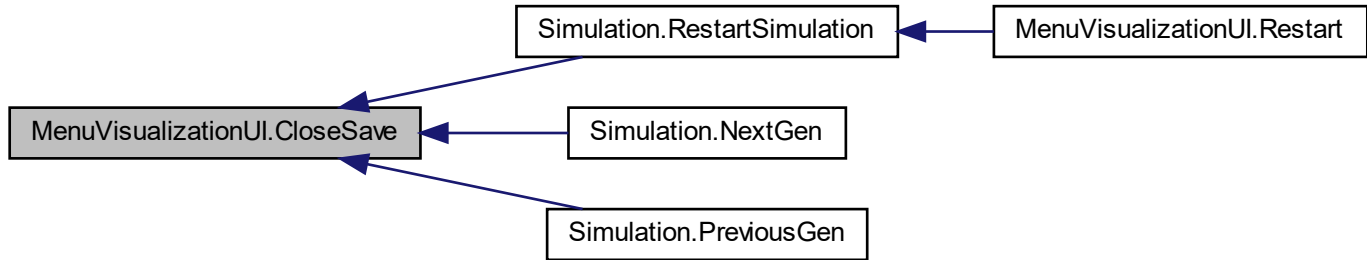 Simulation.RestartSimulation
MenuVisualizationUI.Restart
MenuVisualizationUI.CloseSave
Simulation.NextGen
Simulation.PreviousGen